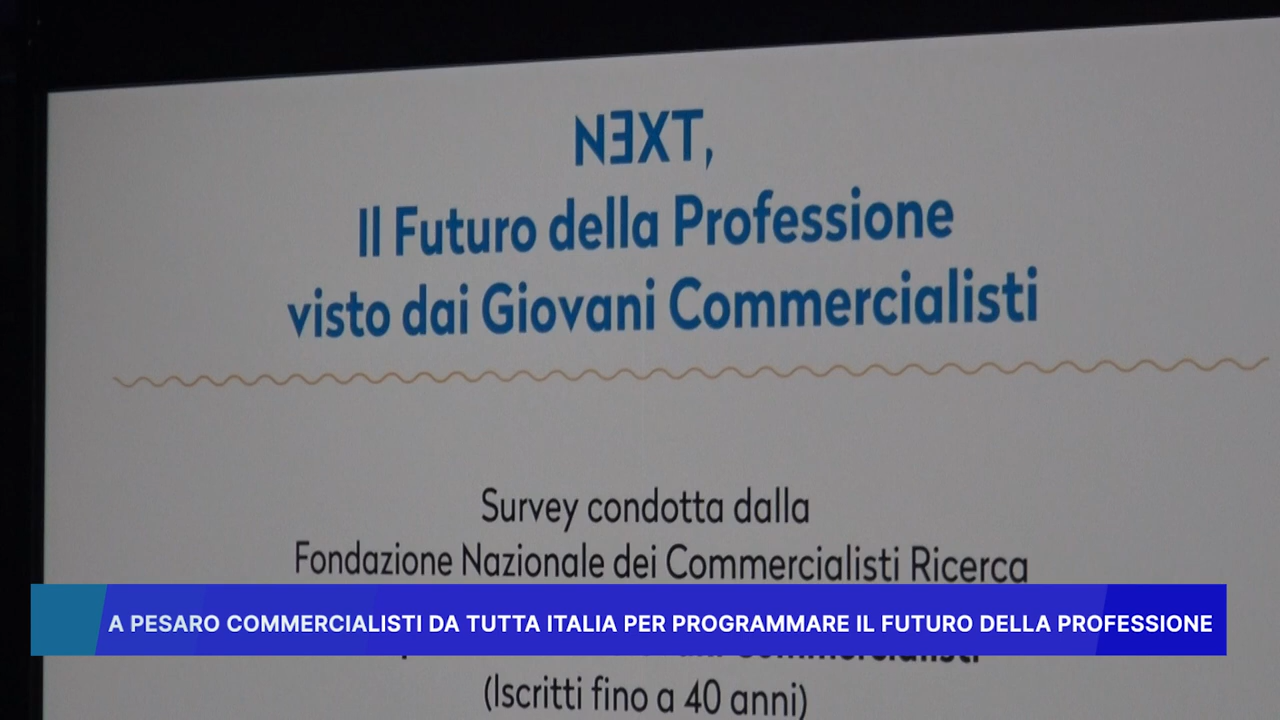 NƎXT,
Il Futuro della Professione
visto dai Giovani Commercialisti
Survey condotta dalla
Fondazione Nazionale dei Commercialisti Ricerca
A PESARO COMMERCIALISTI DA TUTTA ITALIA PER PROGRAMMARE IL FUTURO DELLA PROFESSIONE
(Iscritti fino a 40 anni)